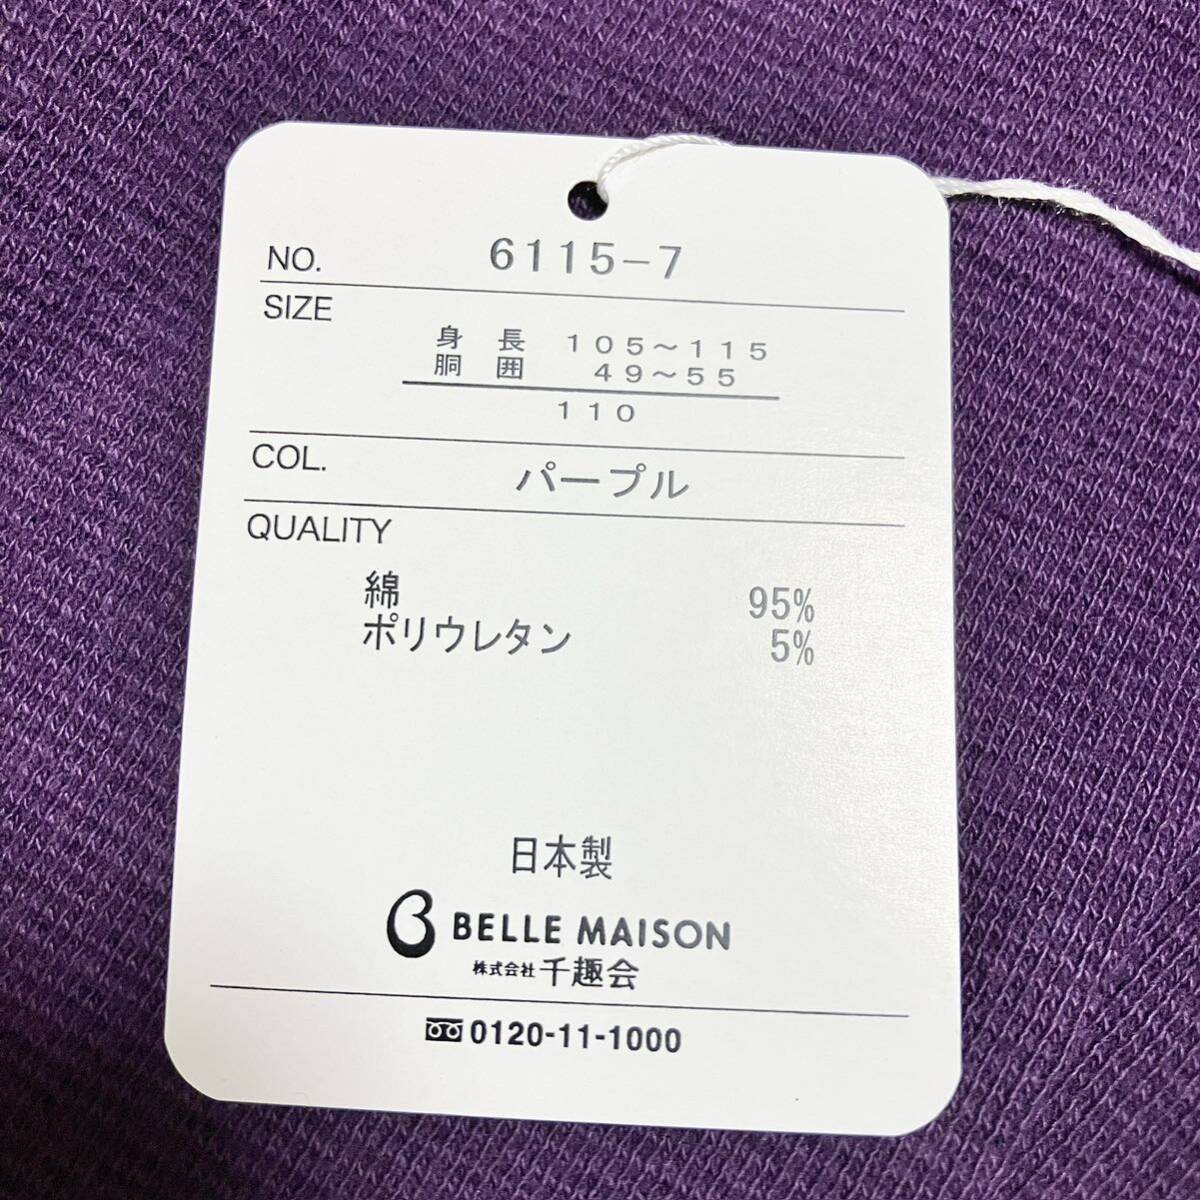 NO. 6115-7
SIZE
身長 105~115
胴囲 49~55
110
COL. パープル
QUALITY
綿 95%
ポリウレタン 5%
日本製
BELLE MAISON
株式会社 千趣会
0120-11-1000